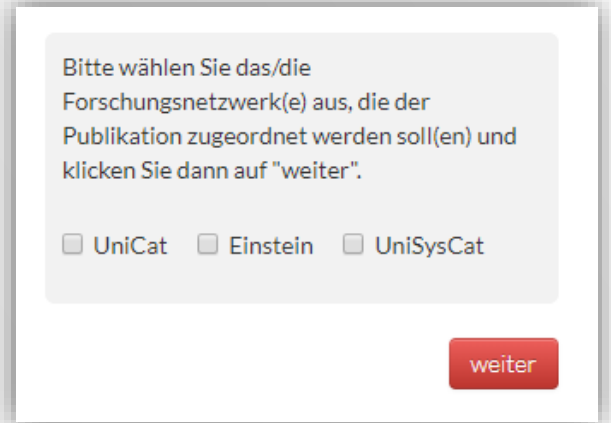 Bitte wählen Sie das/die
Forschungsnetzwerk(e) aus, die der
Publikation zugeordnet werden soll(en) und
klicken Sie dann auf "weiter".
UniCat Einstein UniSysCat
weiter